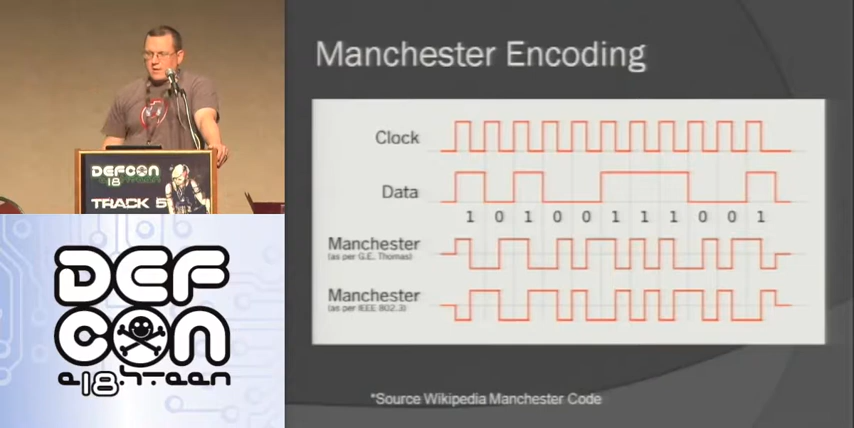 DEFCON
18
TRACK 5
DEF
CON
Manchester Encoding
Clock
Data
1 0 1 0 0 1 1 1 0 0 1
Manchester
(as per G.E. Thomas)
Manchester
(as per IEEE 802.3)
*Source Wikipedia Manchester Code